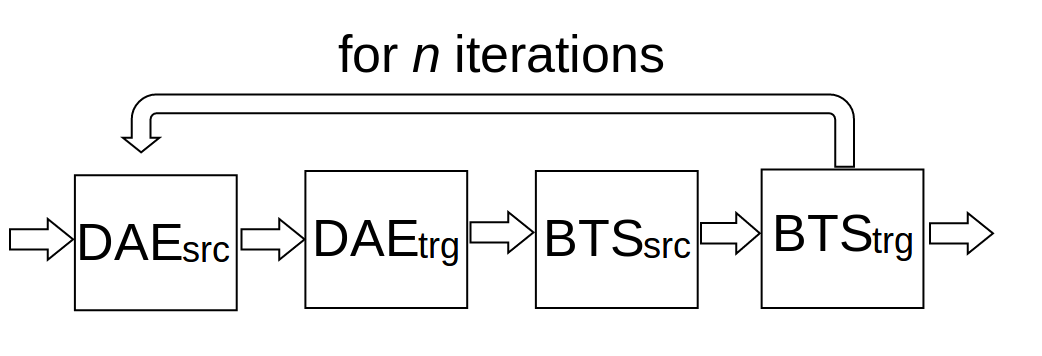 for n iterations
DAEsrc
DAEtrg
BTSsrc
BTStrg